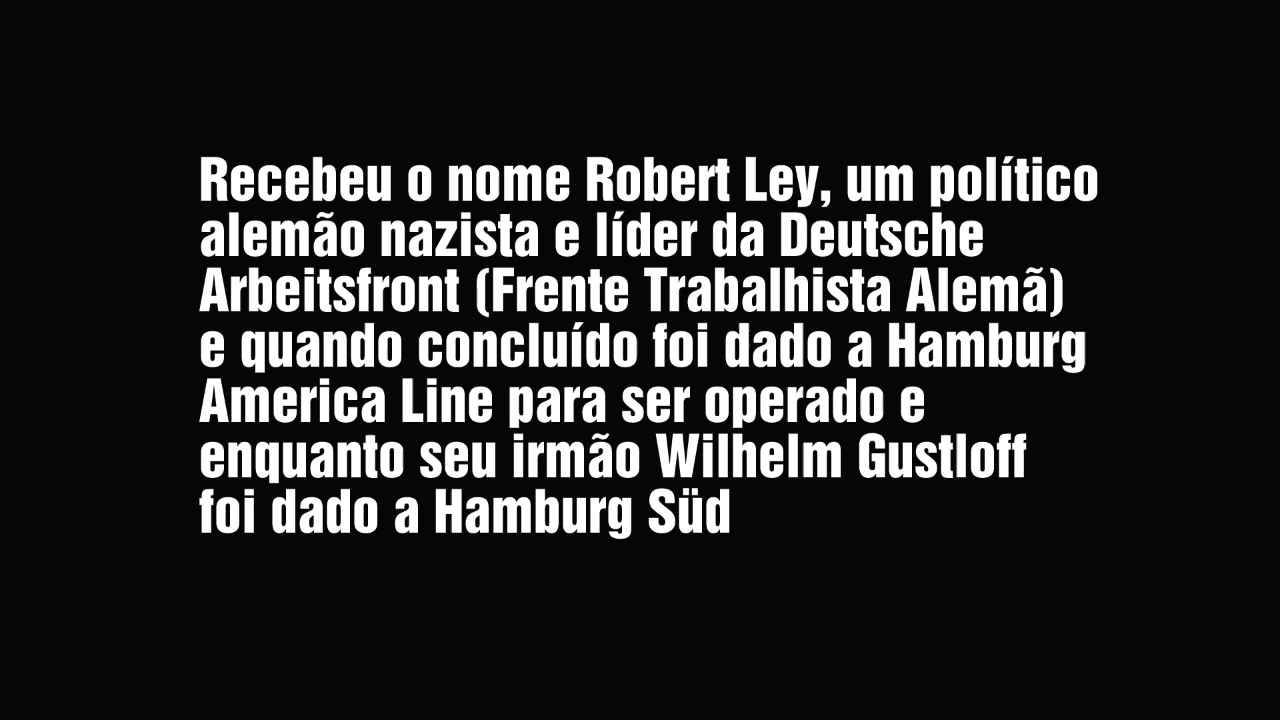 Recebeu o nome Robert Ley, um político
alemão nazista e líder da Deutsche
Arbeitsfront (Frente Trabalhista Alemã)
e quando concluído foi dado a Hamburg
America Line para ser operado e
enquanto seu irmão Wilhelm Gustloff
foi dado a Hamburg Süd